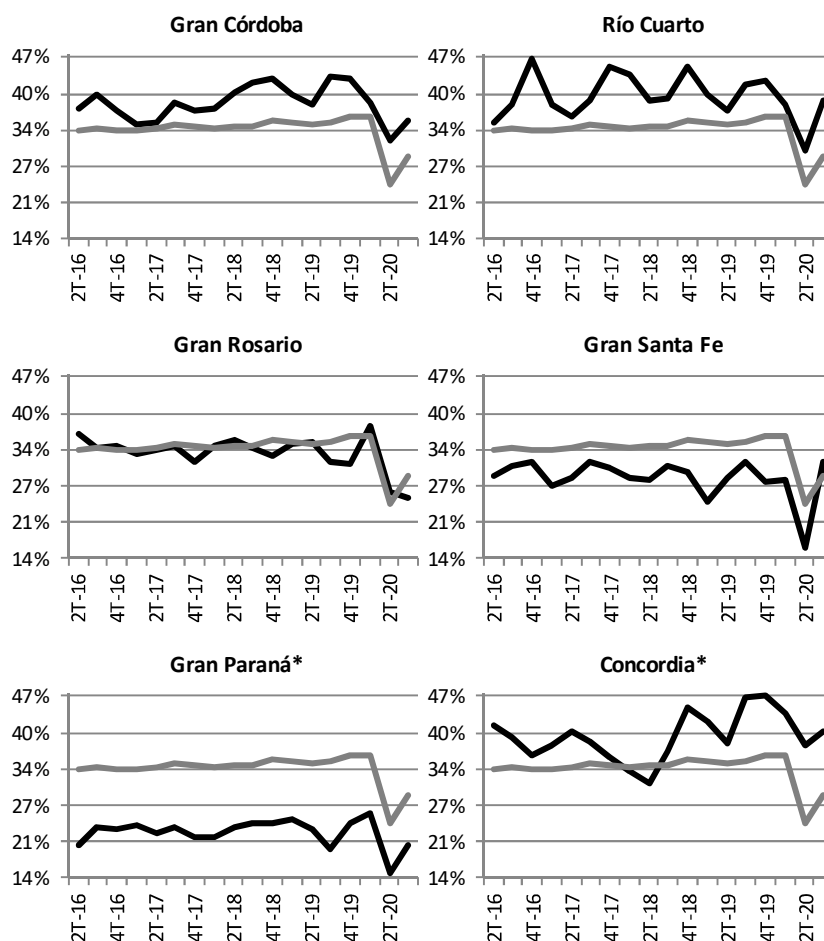 Gran Córdoba
47%
40%
34%
27%
21%
14%
2T-16
4T-16
2T-17
4T-17
2T-18
4T-18
2T-19
4T-19
2T-20
Río Cuarto
47%
40%
34%
27%
21%
14%
2T-16
4T-16
2T-17
4T-17
2T-18
4T-18
2T-19
4T-19
2T-20
Gran Rosario
47%
40%
34%
27%
21%
14%
2T-16
4T-16
2T-17
4T-17
2T-18
4T-18
2T-19
4T-19
2T-20
Gran Santa Fe
47%
40%
34%
27%
21%
14%
2T-16
4T-16
2T-17
4T-17
2T-18
4T-18
2T-19
4T-19
2T-20
Gran Paraná*
47%
40%
34%
27%
21%
14%
2T-16
4T-16
2T-17
4T-17
2T-18
4T-18
2T-19
4T-19
2T-20
Concordia*
47%
40%
34%
27%
21%
14%
2T-16
4T-16
2T-17
4T-17
2T-18
4T-18
2T-19
4T-19
2T-20